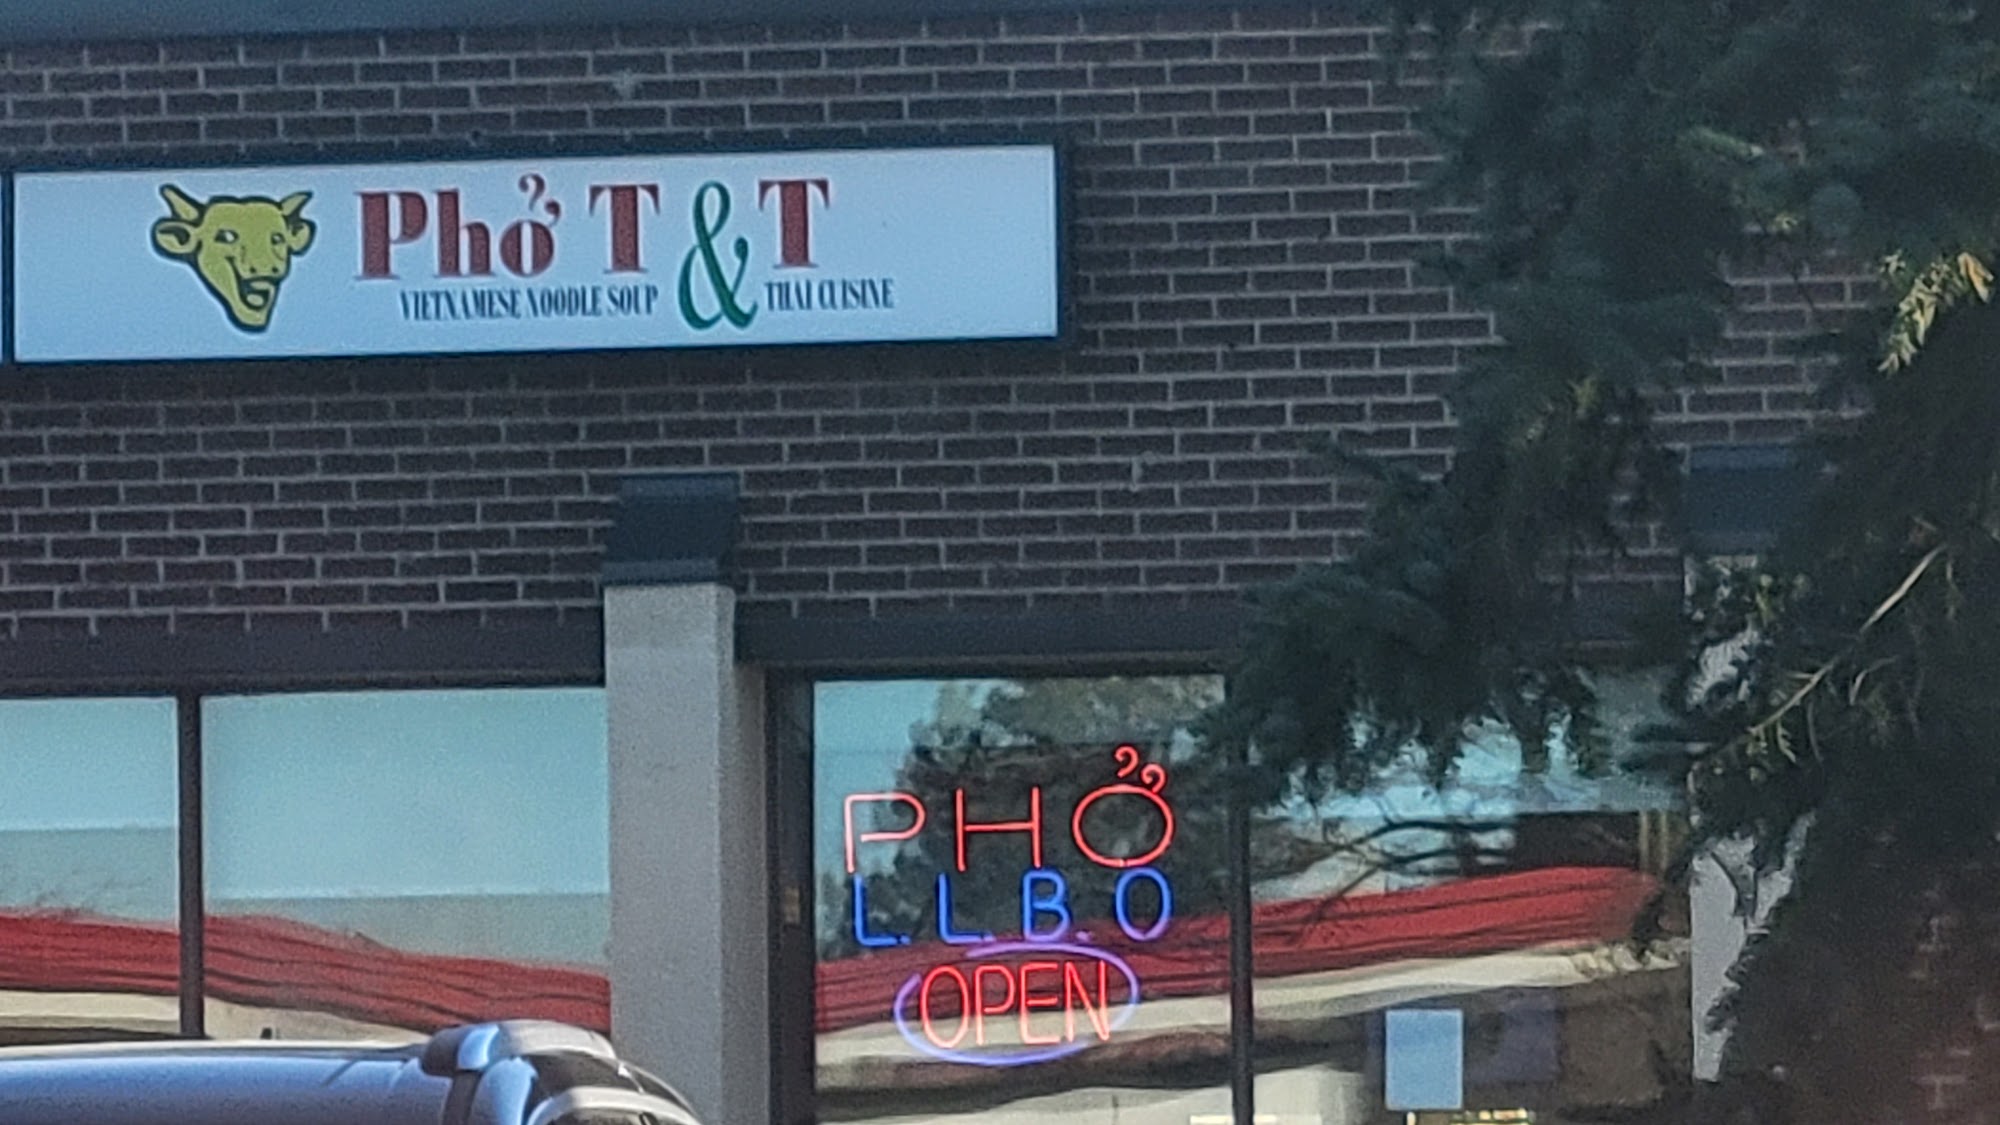 Phở T & T
VIETNAMESE NOODLE SOUP THAI CUISINE
PHỞ
L.L.B.O
OPEN